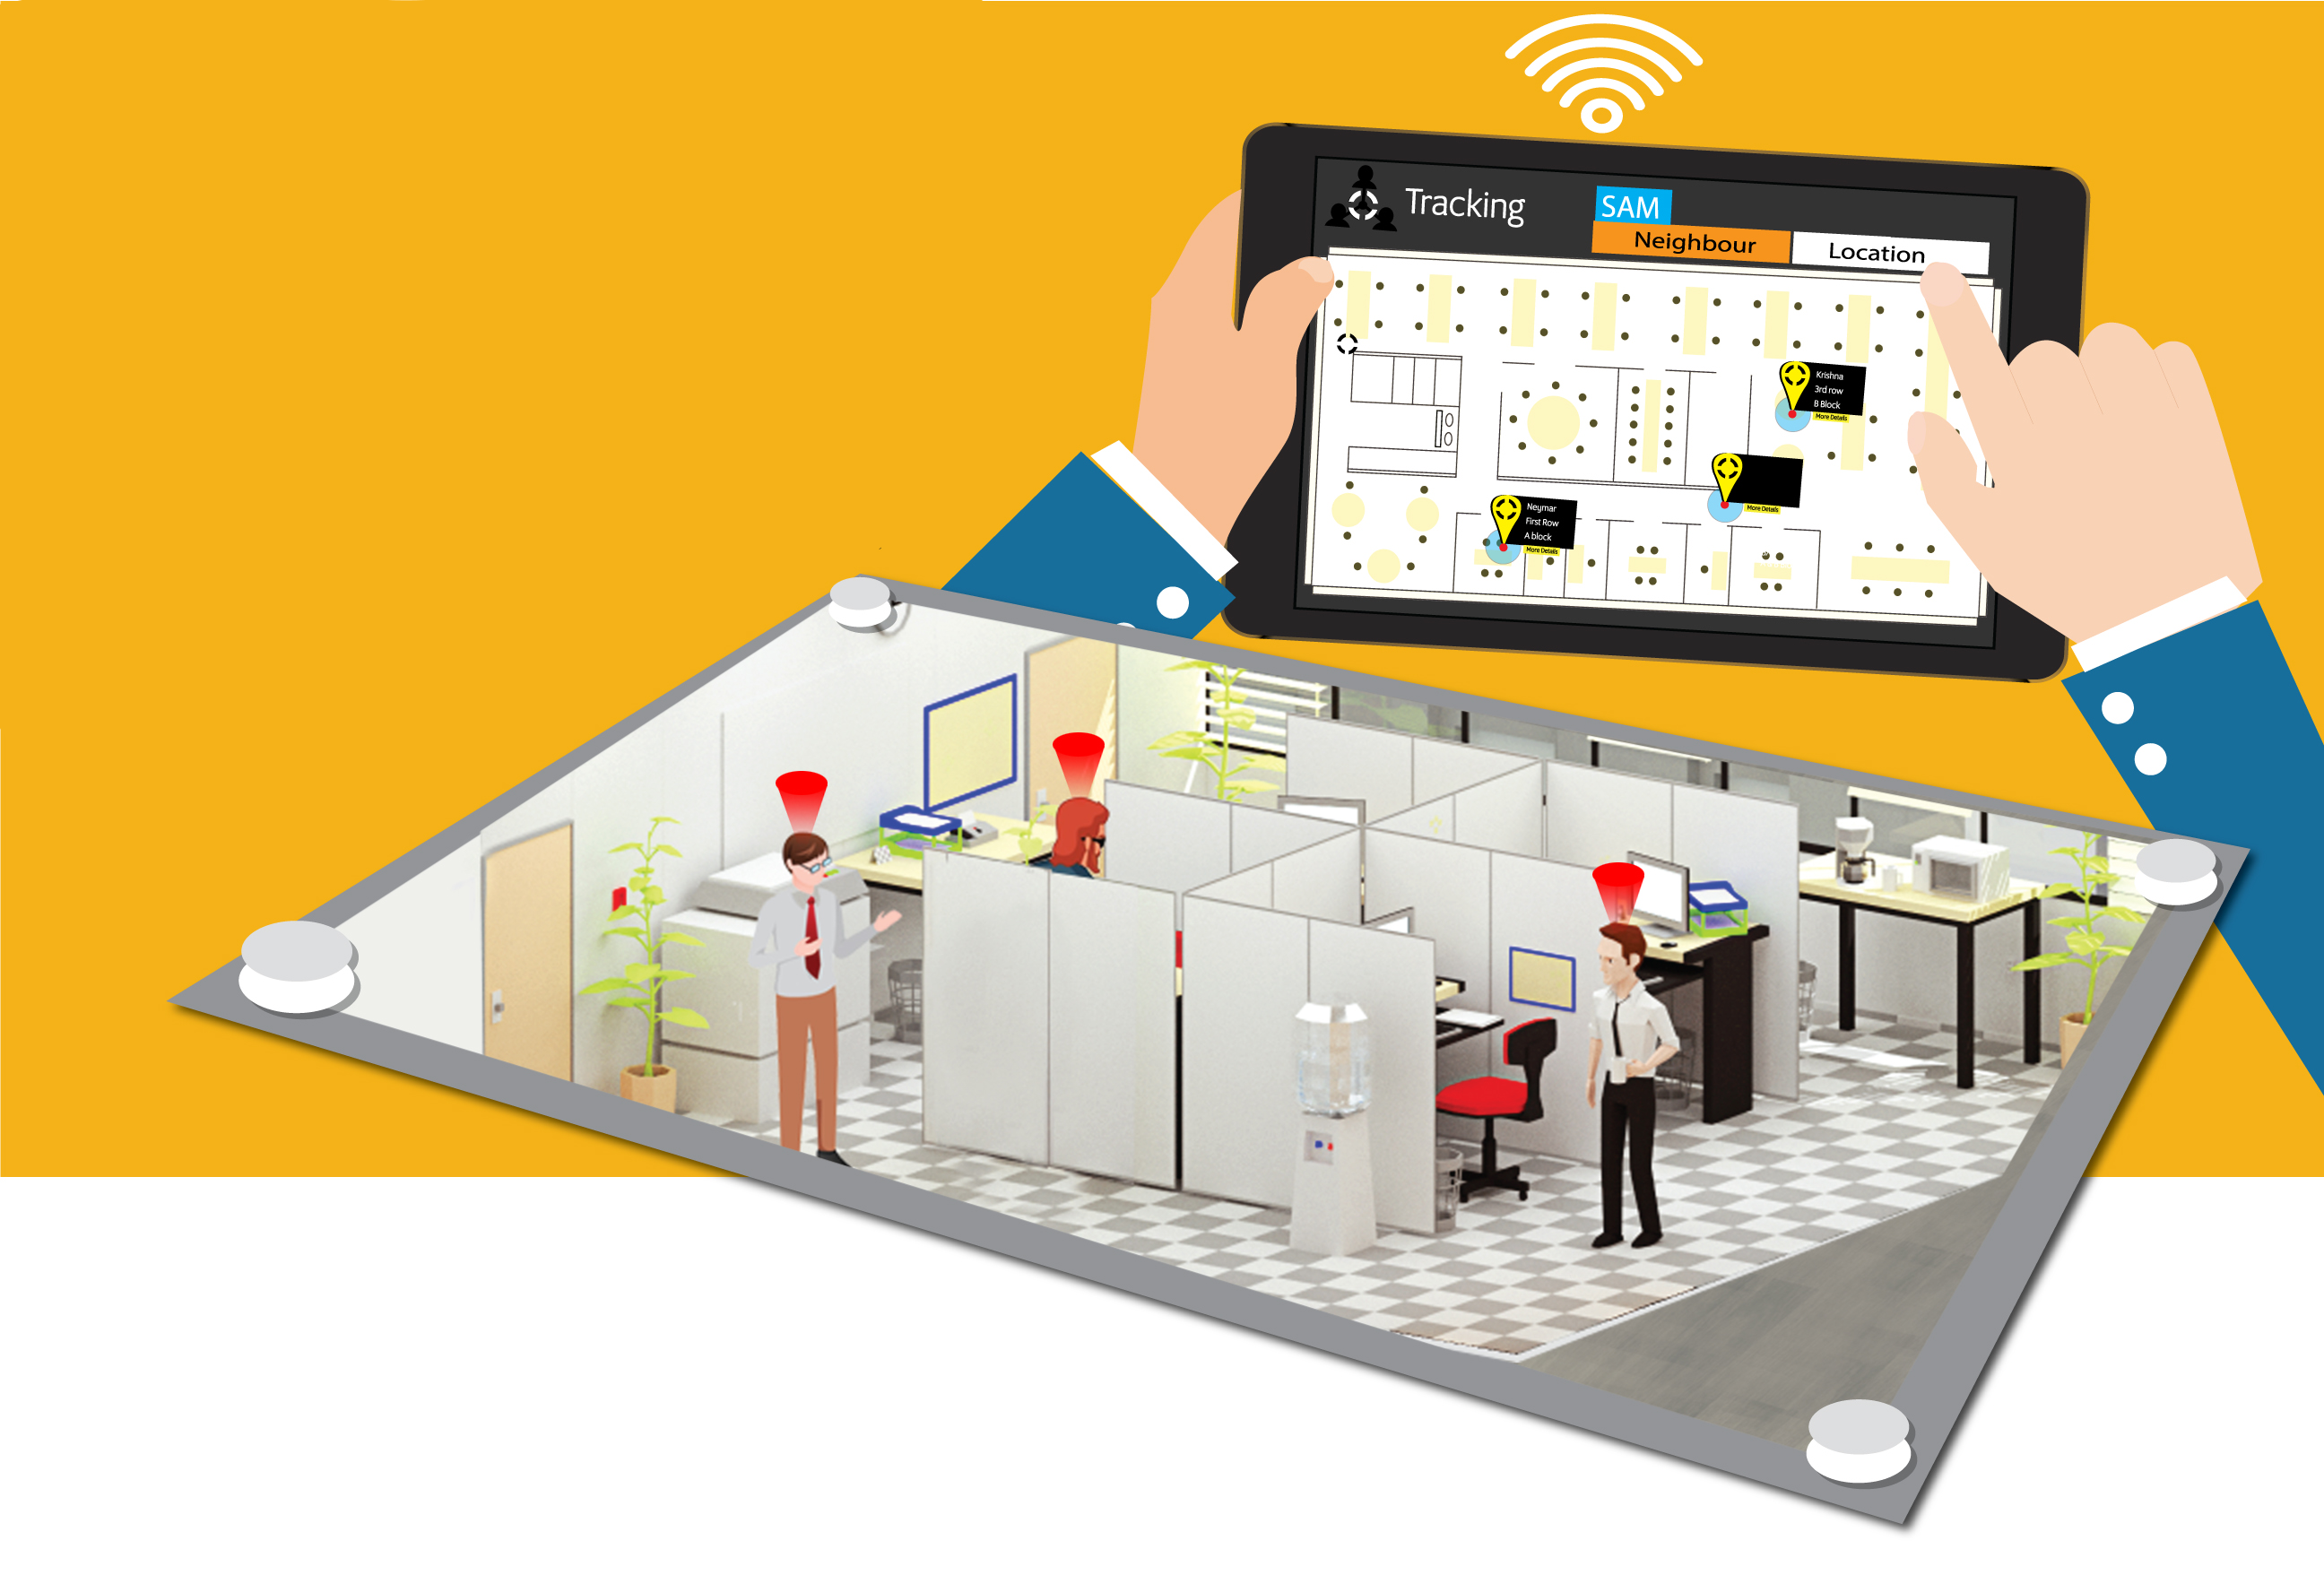 Tracking
SAM
Neighbour
Location
Krishna
3rd row
B Block
More Details
More Details
Neymar
First Row
A block
More Details